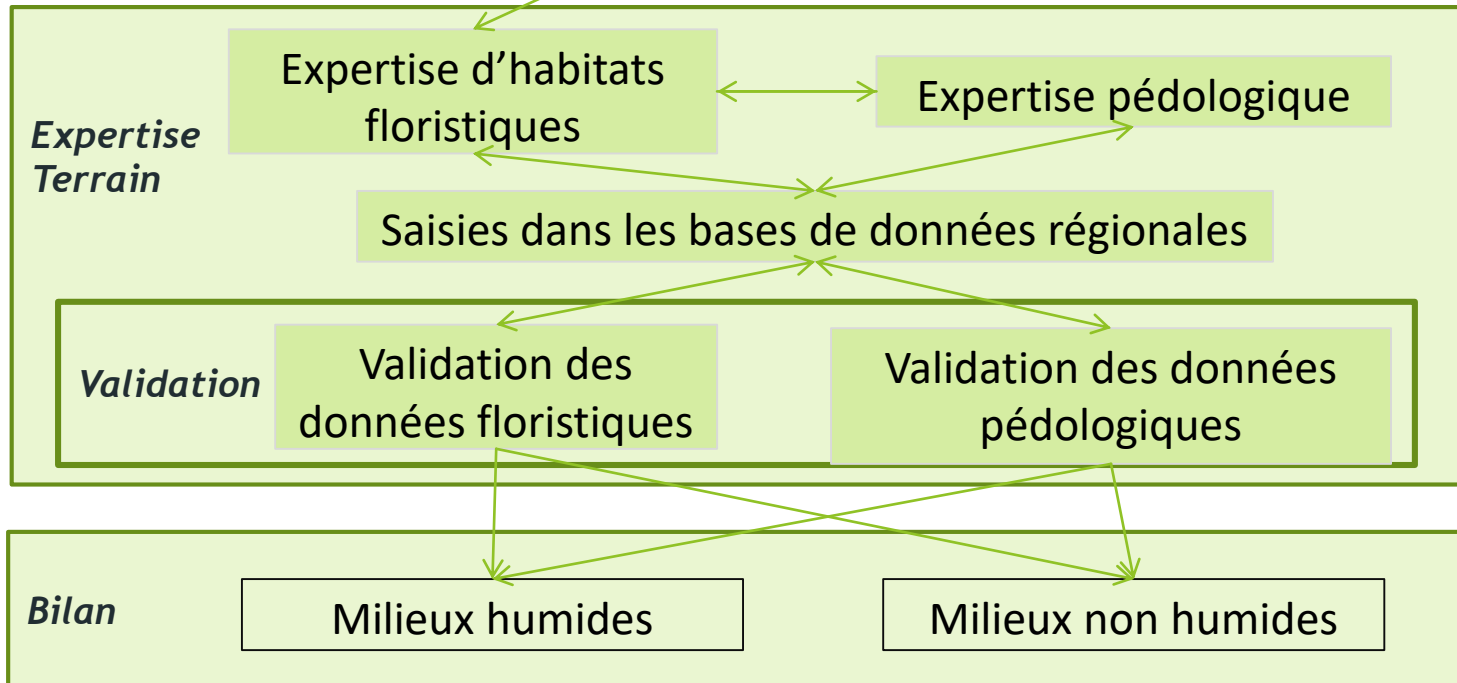 Expertise
Terrain
Expertise d’habitats
floristiques
Expertise pédologique
Saisies dans les bases de données régionales
Validation
Validation des
données floristiques
Validation des données
pédologiques
Bilan
Milieux humides
Milieux non humides